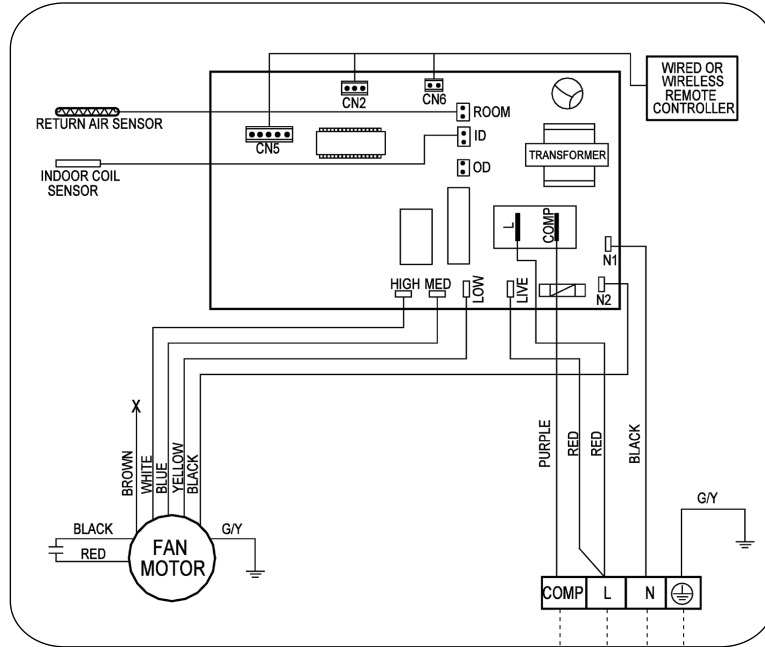 WIRED OR
WIRELESS
REMOTE
CONTROLLER
CN2
CN6
RETURN AIR SENSOR
ROOM
CN5
ID
TRANSFORMER
INDOOR COIL
SENSOR
OD
L
COMP
N1
HIGH
MED
LOW
LIVE
N2
X
BROWN
WHITE
BLUE
YELLOW
BLACK
PURPLE
RED
RED
BLACK
BLACK
RED
FAN
MOTOR
G/Y
G/Y
COMP
L
N